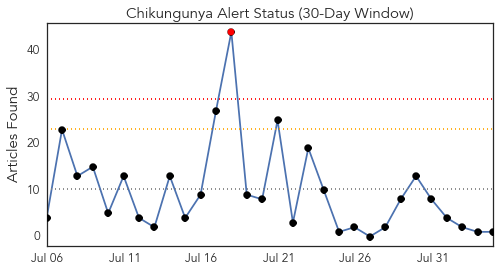 Chikungunya Alert Status (30-Day Window)
Articles Found
40
30
20
10
0
Jul 06
Jul 11
Jul 16
Jul 21
Jul 26
Jul 31